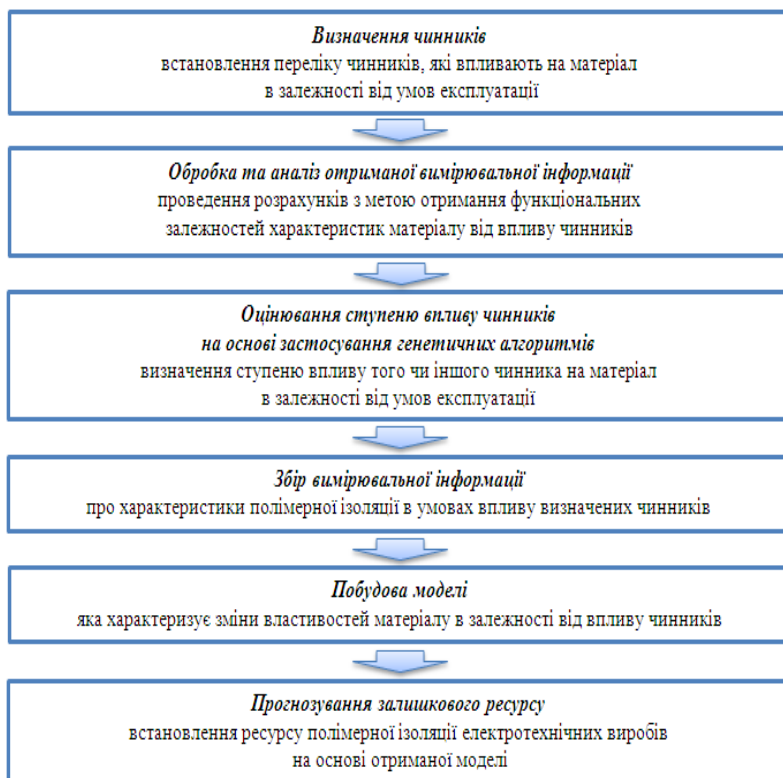 Визначення чинників
встановлення переліку чинників, які впливають на матеріал
в залежності від умов експлуатації
Обробка та аналіз отриманої вимірювальної інформації
проведення розрахунків з метою отримання функціональних
залежностей характеристик матеріалу від впливу чинників
Оцінювання ступеню впливу чинників
на основі застосування генетичних алгоритмів
визначення ступеню впливу того чи іншого чинника на матеріал
в залежності від умов експлуатації
Збір вимірювальної інформації
про характеристики полімерної ізоляції в умовах впливу визначених чинників
Побудова моделі
яка характеризує зміни властивостей матеріалу в залежності від впливу чинників
Прогнозування залишкового ресурсу
встановлення ресурсу полімерної ізоляції електротехнічних виробів
на основі отриманої моделі